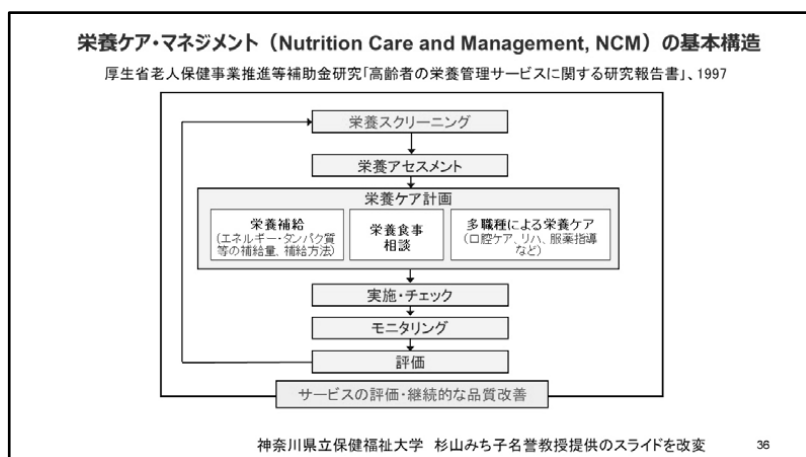 栄養ケア・マネジメント（Nutrition Care and Management, NCM）の基本構造
厚生省老人保健事業推進等補助金研究「高齢者の栄養管理サービスに関する研究報告書」、1997
栄養スクリーニング
栄養アセスメント
栄養ケア計画
栄養補給
(エネルギー・タンパク質
等の補給量、補給方法)
栄養食事
相談
多職種による栄養ケア
(口腔ケア、リハ、服薬指導
など)
実施・チェック
モニタリング
評価
サービスの評価・継続的な品質改善
神奈川県立保健福祉大学　杉山みち子名誉教授提供のスライドを改変
36